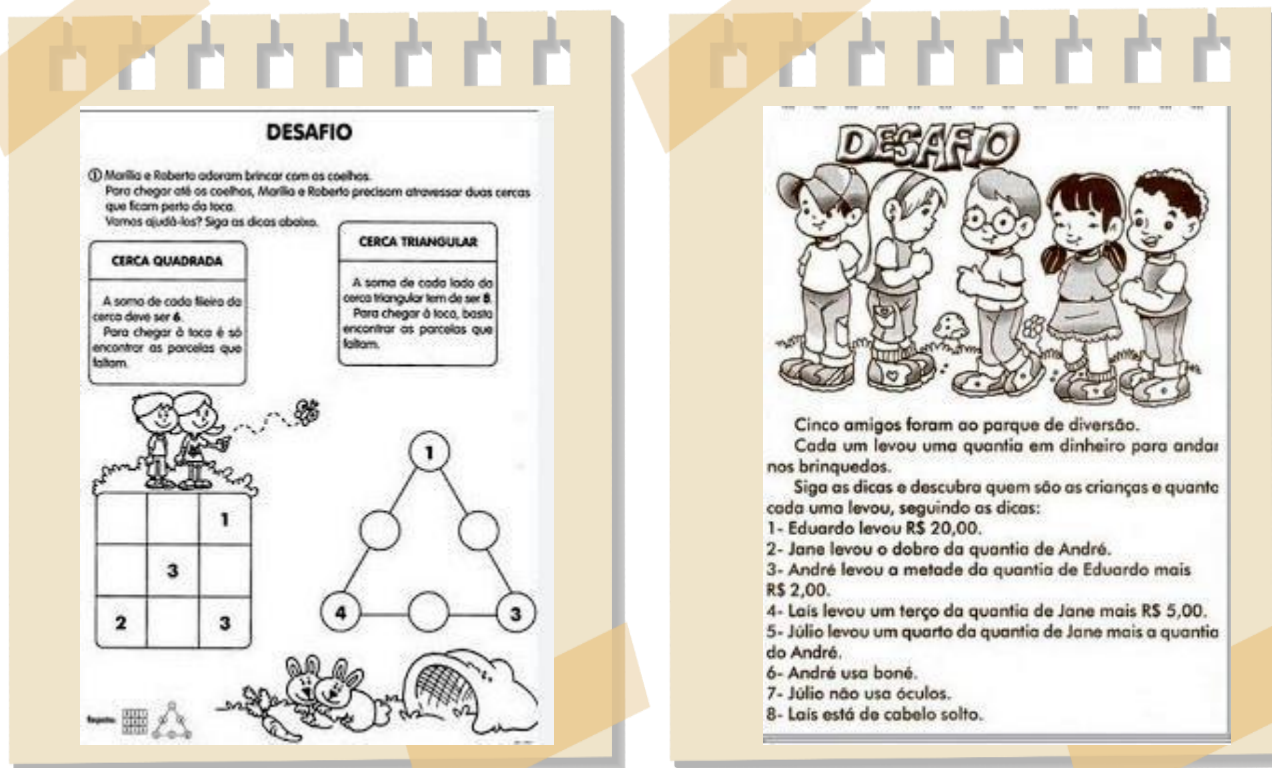 DESAFIO
① Marília e Roberto adoram brincar com os coelhos.
Para chegar até os coelhos, Marília e Roberto precisam atravessar duas cercas
que ficam perto da toca.
Vamos ajudá-los? Siga as dicas abaixo.
CERCA QUADRADA
A soma de cada fileira da
cerca deve ser 6.
Para chegar à toca é só
encontrar as parcelas que
faltam.
CERCA TRIANGULAR
A soma de cada lado da
cerca triangular tem de ser 8.
Para chegar à toca, basta
encontrar as parcelas que
faltam.
1
3
2 3
1
4 3
Resposta:
DESAFIO
Cinco amigos foram ao parque de diversão.
Cada um levou uma quantia em dinheiro para andar
nos brinquedos.
Siga as dicas e descubra quem são as crianças e quanto
cada uma levou, seguindo as dicas:
1- Eduardo levou R$ 20,00.
2- Jane levou o dobro da quantia de André.
3- André levou a metade da quantia de Eduardo mais
R$ 2,00.
4- Laís levou um terço da quantia de Jane mais R$ 5,00.
5- Júlio levou um quarto da quantia de Jane mais a quantia
do André.
6- André usa boné.
7- Júlio não usa óculos.
8- Laís está de cabelo solto.